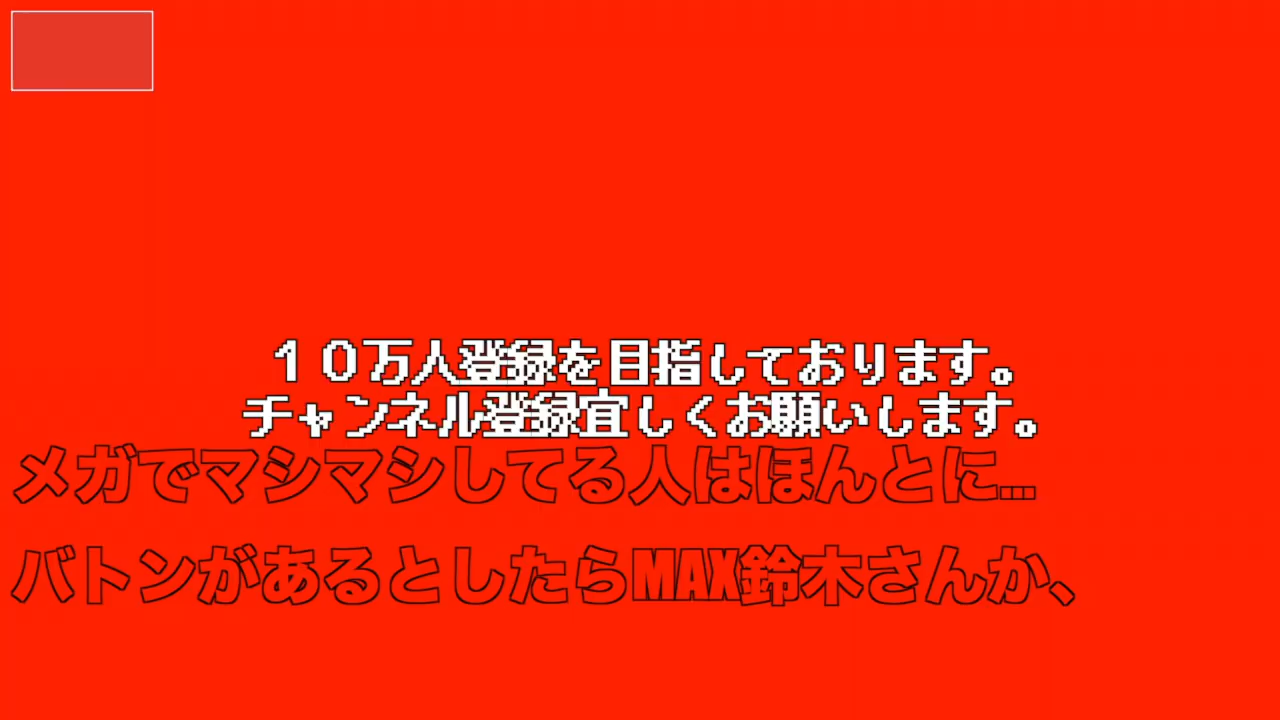 １０万人登録を目指しております。
チャンネル登録宜しくお願いします。
メガでマシマシしてる人はほんとに...
バトンがあるとしたらMAX鈴木さんか、